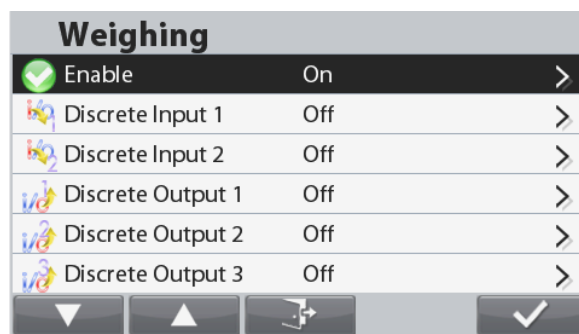 Weighing
Enable On
Discrete Input 1 Off
Discrete Input 2 Off
Discrete Output 1 Off
Discrete Output 2 Off
Discrete Output 3 Off